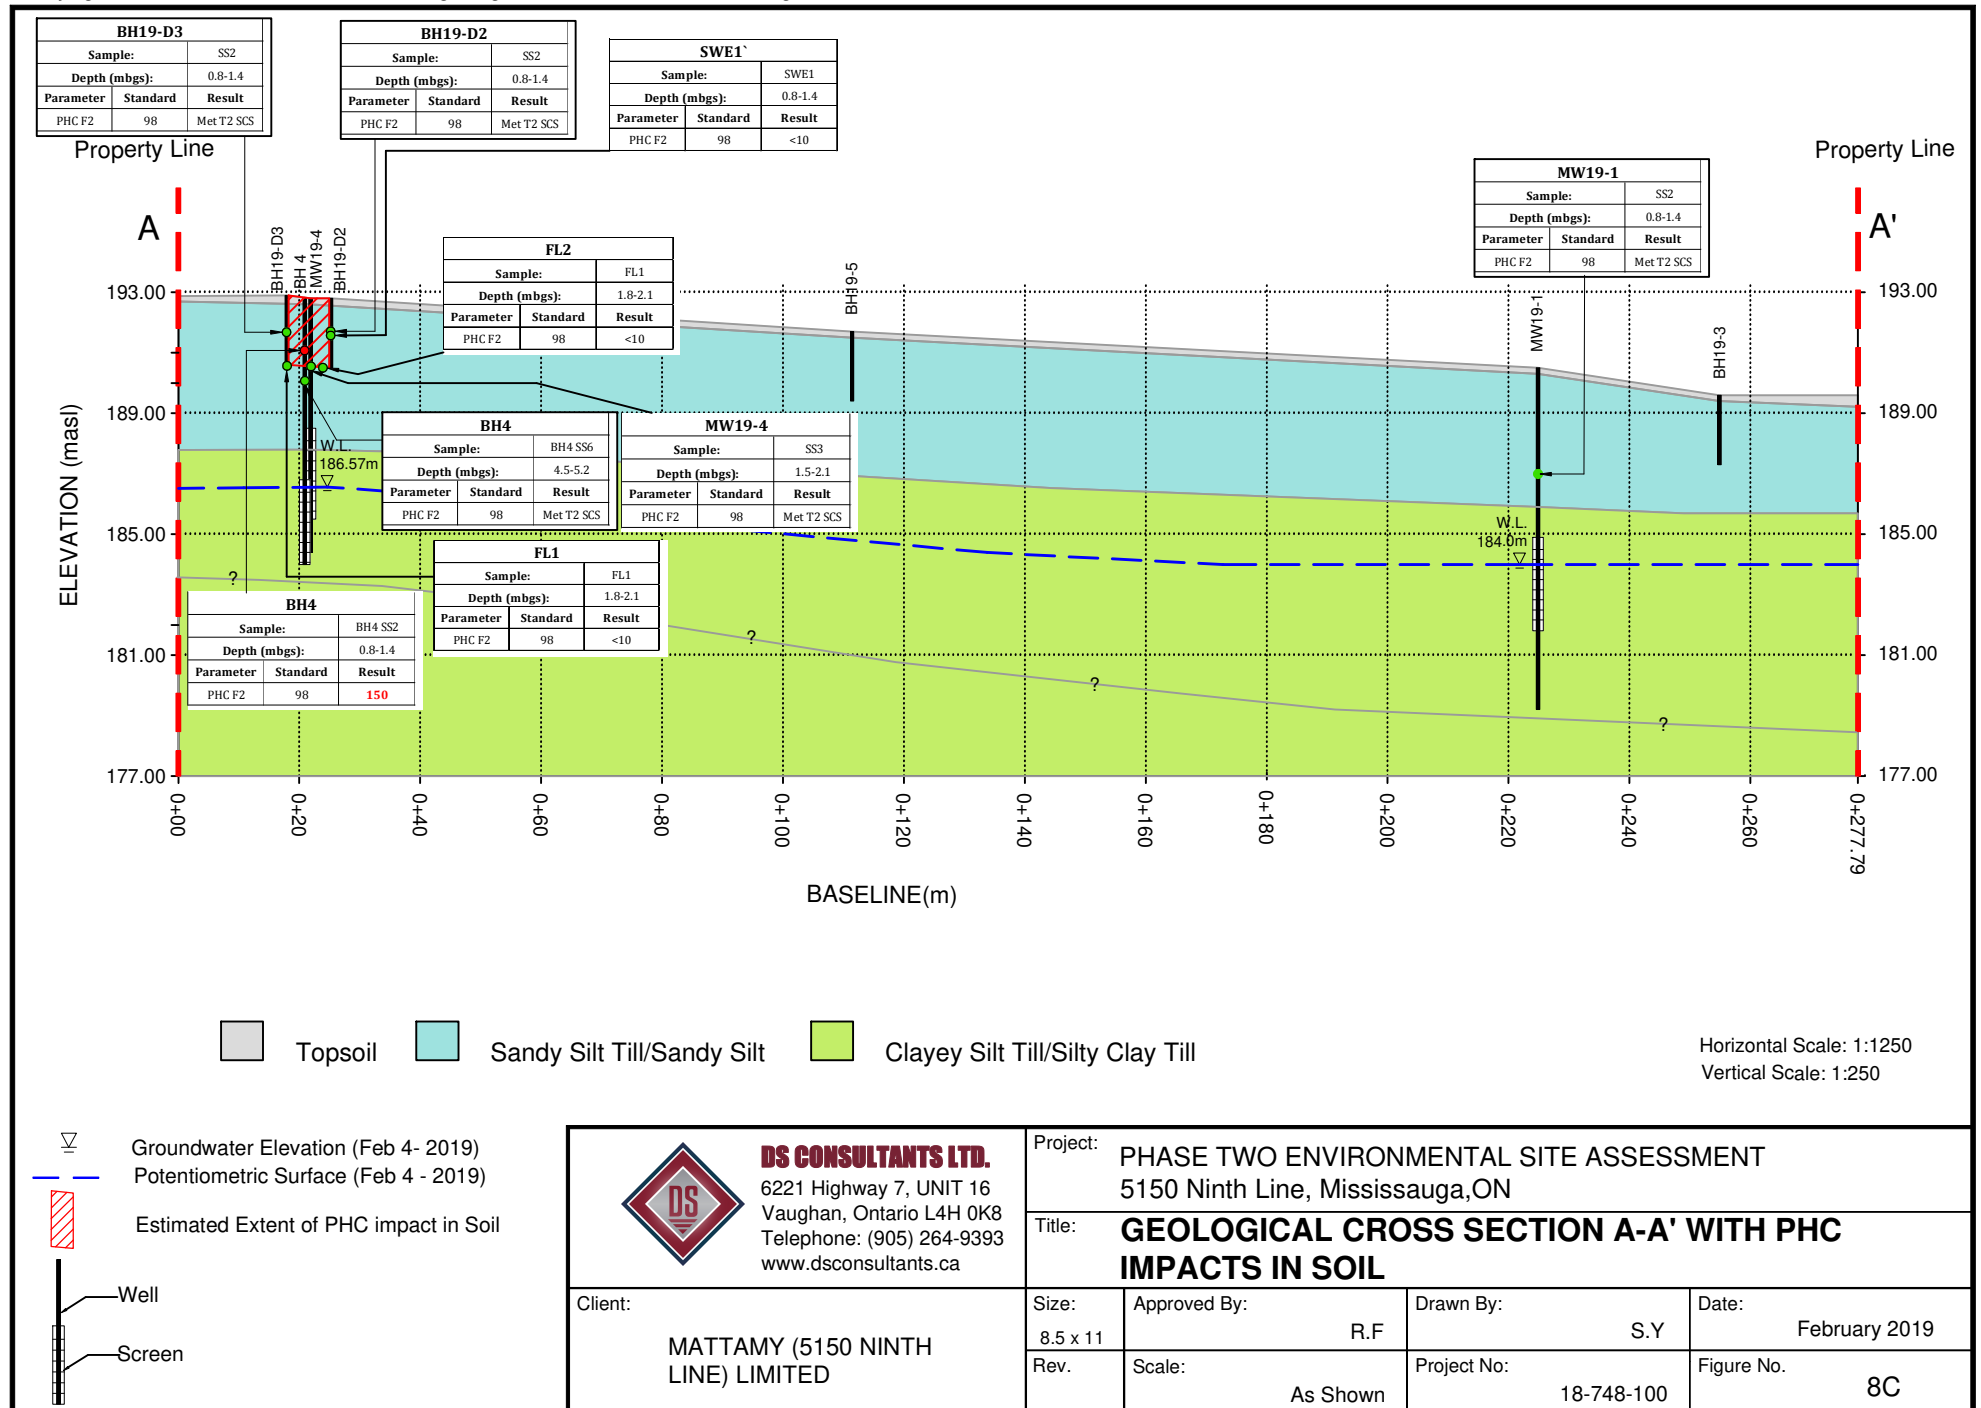 BH19-D3
Sample: SS2
Depth (mbgs): 0.8-1.4
Parameter Standard Result
PHC F2 98 Met T2 SCS
BH19-D2
Sample: SS2
Depth (mbgs): 0.8-1.4
Parameter Standard Result
PHC F2 98 Met T2 SCS
SWE1`
Sample: SWE1
Depth (mbgs): 0.8-1.4
Parameter Standard Result
PHC F2 98 <10
Property Line
Property Line
MW19-1
Sample: SS2
Depth (mbgs): 0.8-1.4
Parameter Standard Result
PHC F2 98 Met T2 SCS
A
A'
BH19-D3
BH 4
MW19-4
BH19-D2
FL2
Sample: FL1
Depth (mbgs): 1.8-2.1
Parameter Standard Result
PHC F2 98 <10
BH19-5
MW19-1
BH19-3
193.00
193.00
189.00
189.00
ELEVATION (masl)
W.L.
186.57m
BH4
Sample: BH4 SS6
Depth (mbgs): 4.5-5.2
Parameter Standard Result
PHC F2 98 Met T2 SCS
MW19-4
Sample: SS3
Depth (mbgs): 1.5-2.1
Parameter Standard Result
PHC F2 98 Met T2 SCS
185.00
185.00
W.L.
184.0m
FL1
Sample: FL1
Depth (mbgs): 1.8-2.1
Parameter Standard Result
PHC F2 98 <10
?
BH4
Sample: BH4 SS2
Depth (mbgs): 0.8-1.4
Parameter Standard Result
PHC F2 98 150
?
?
?
181.00
181.00
177.00
177.00
0+00
0+20
0+40
0+60
0+80
0+100
0+120
0+140
0+160
0+180
0+200
0+220
0+240
0+260
0+277.79
BASELINE(m)
Topsoil
Sandy Silt Till/Sandy Silt
Clayey Silt Till/Silty Clay Till
Horizontal Scale: 1:1250
Vertical Scale: 1:250
Groundwater Elevation (Feb 4- 2019)
Potentiometric Surface (Feb 4 - 2019)
Estimated Extent of PHC impact in Soil
Well
Screen
DS
DS CONSULTANTS LTD.
6221 Highway 7, UNIT 16
Vaughan, Ontario L4H 0K8
Telephone: (905) 264-9393
www.dsconsultants.ca
Project: PHASE TWO ENVIRONMENTAL SITE ASSESSMENT
5150 Ninth Line, Mississauga,ON
Title: GEOLOGICAL CROSS SECTION A-A' WITH PHC
IMPACTS IN SOIL
Client:
MATTAMY (5150 NINTH
LINE) LIMITED
Size:
8.5 x 11
Approved By:
R.F
Drawn By:
S.Y
Date:
February 2019
Rev.
Scale:
As Shown
Project No:
18-748-100
Figure No.
8C